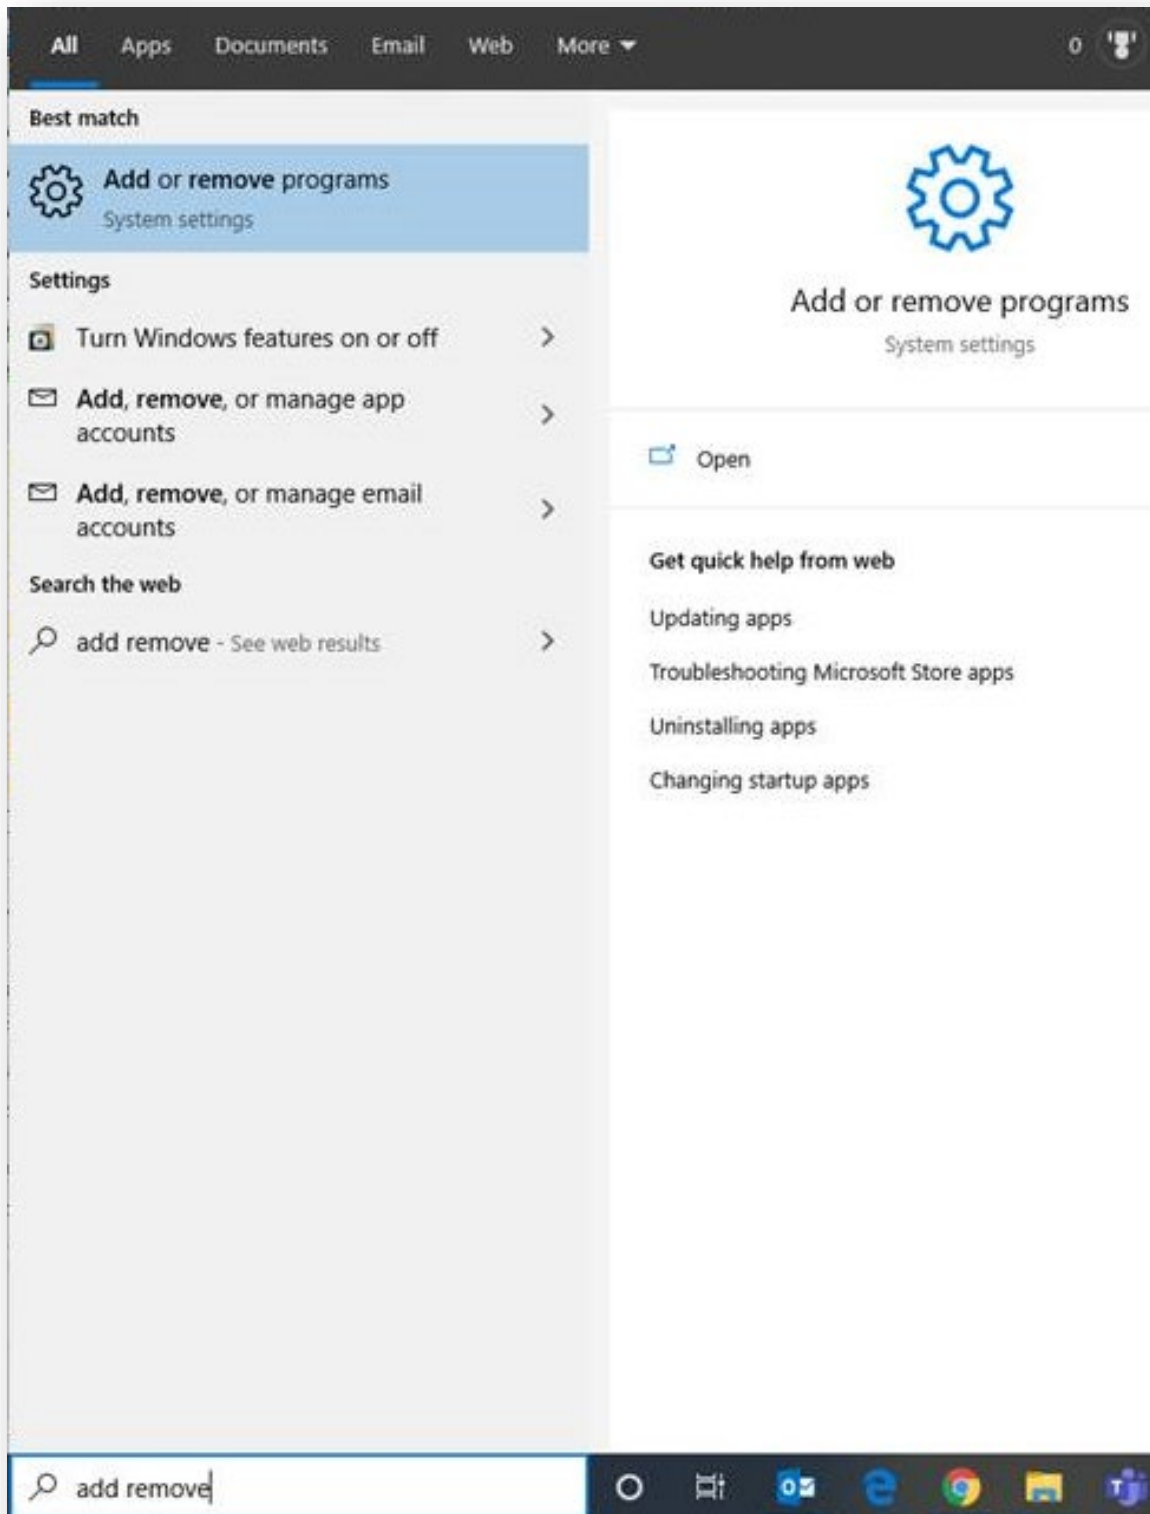 All Apps Documents Email Web More 0
Best match
Add or remove programs
System settings
Settings
Turn Windows features on or off
Add, remove, or manage app
accounts
Add, remove, or manage email
accounts
Search the web
add remove - See web results
Add or remove programs
System settings
Open
Get quick help from web
Updating apps
Troubleshooting Microsoft Store apps
Uninstalling apps
Changing startup apps
add remove